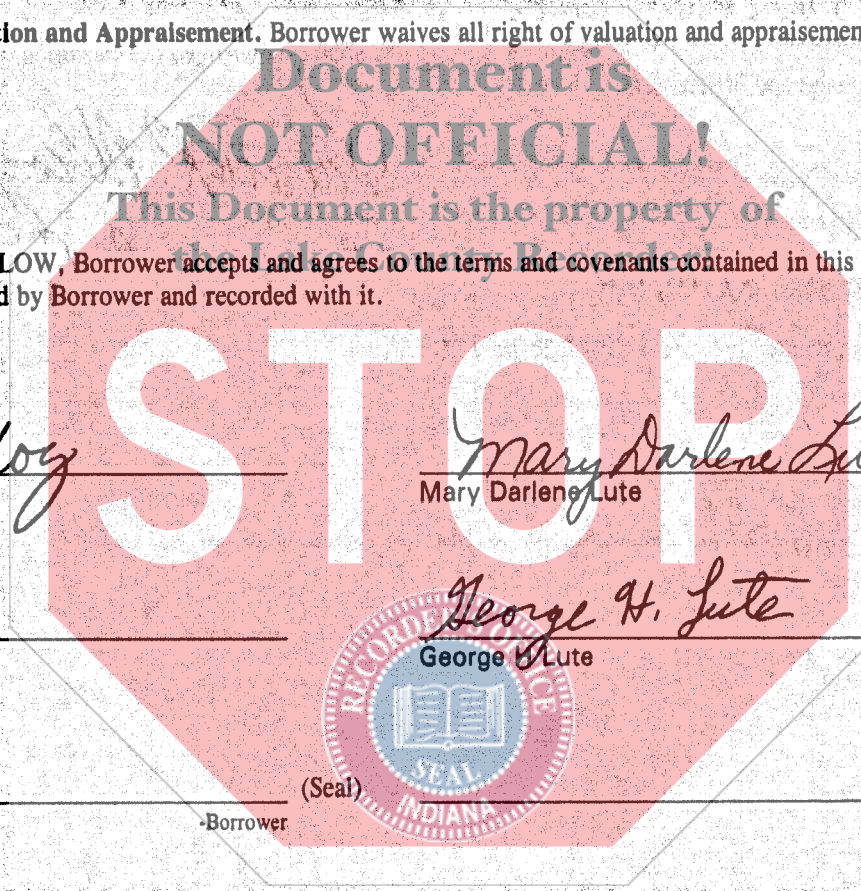 tion and Appraisement. Borrower waives all right of valuation and appraisemen
Document is
NOT OFFICIAL!
This Document is the property of
the Lake County Recorder!
LOW, Borrower accepts and agrees to the terms and covenants contained in this
d by Borrower and recorded with it.
STOP
Mary Darlene Lu
Mary Darlene Lute
George H. Lute
George H Lute
RECORDER'S OFFICE
SEAL
INDIANA
(Seal)
-Borrower